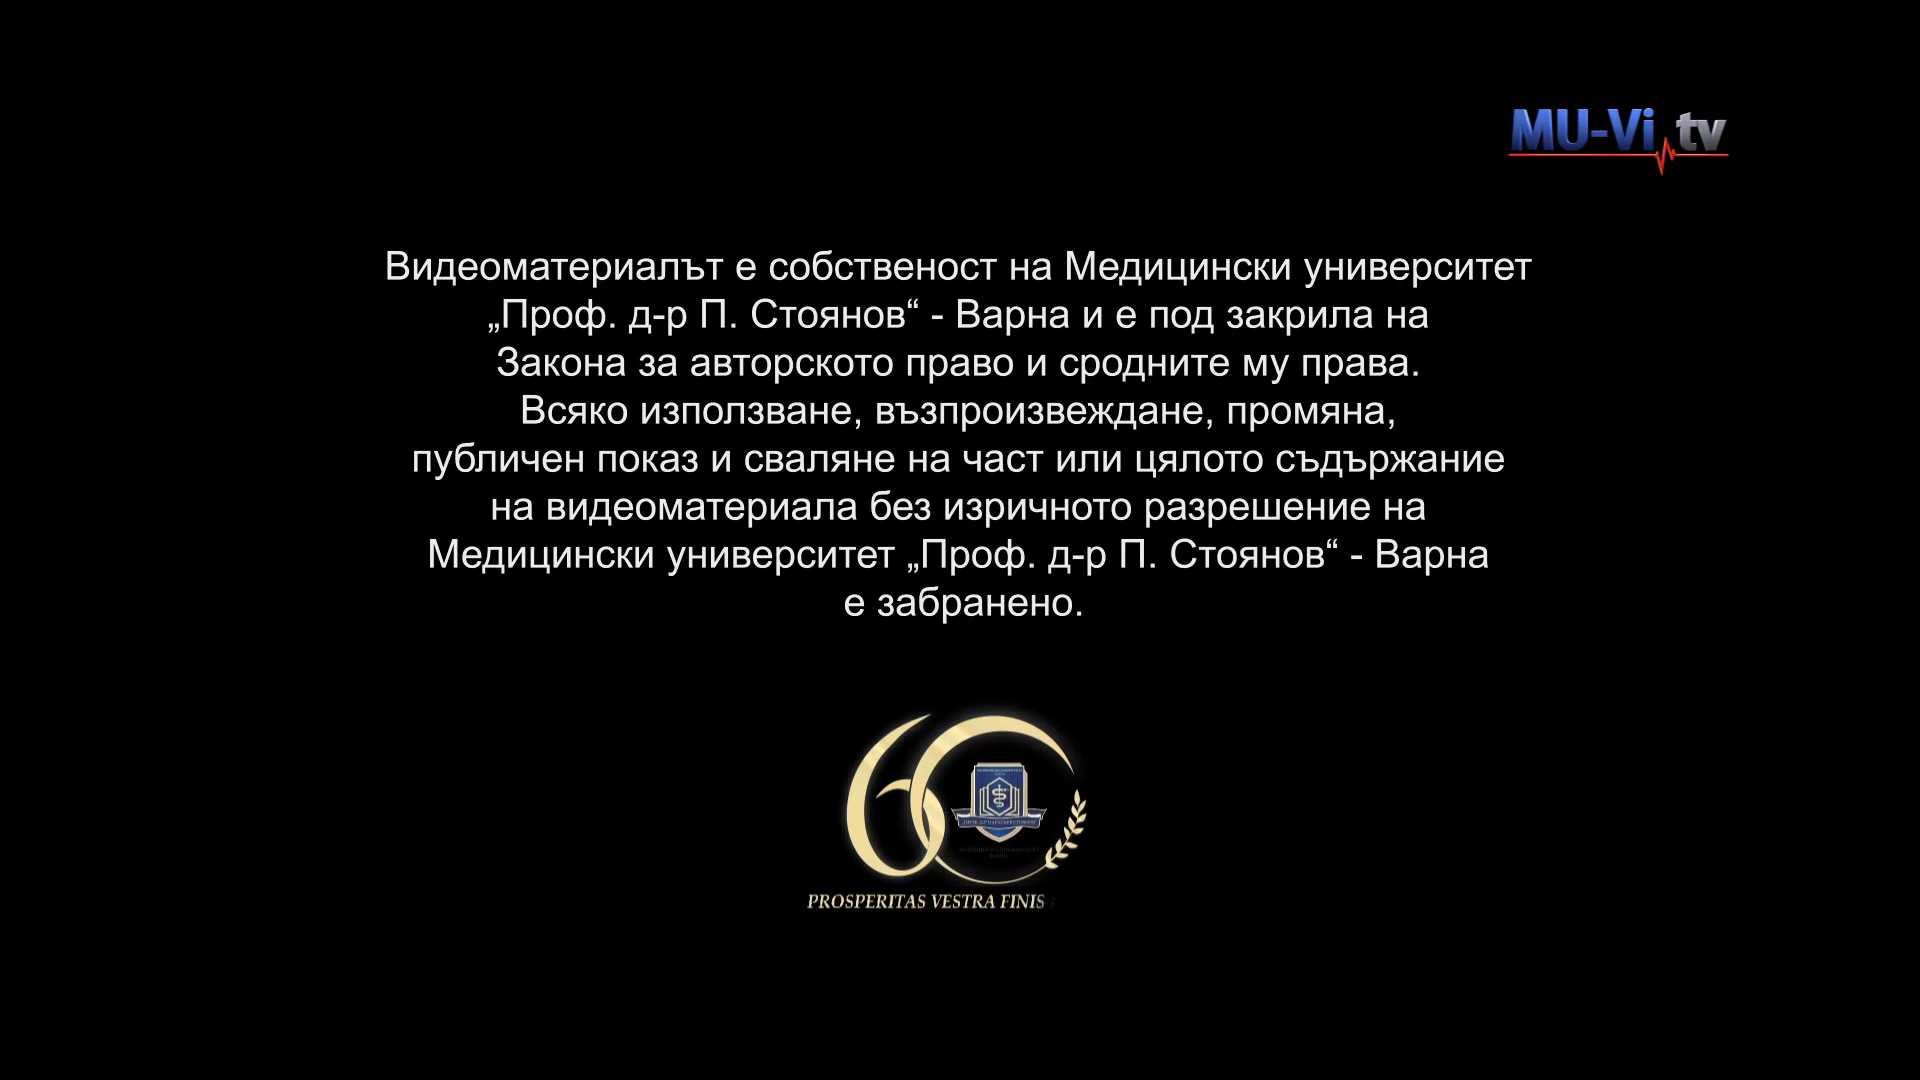 MU-Vi.tv
Видеоматериалът е собственост на Медицински университет
„Проф. д-р П. Стоянов“ - Варна и е под закрила на
Закона за авторското право и сродните му права.
Всяко използване, възпроизвеждане, промяна,
публичен показ и сваляне на част или цялото съдържание
на видеоматериала без изричното разрешение на
Медицински университет „Проф. д-р П. Стоянов“ - Варна
е забранено.
60
PROSPERITAS VESTRA FINIS